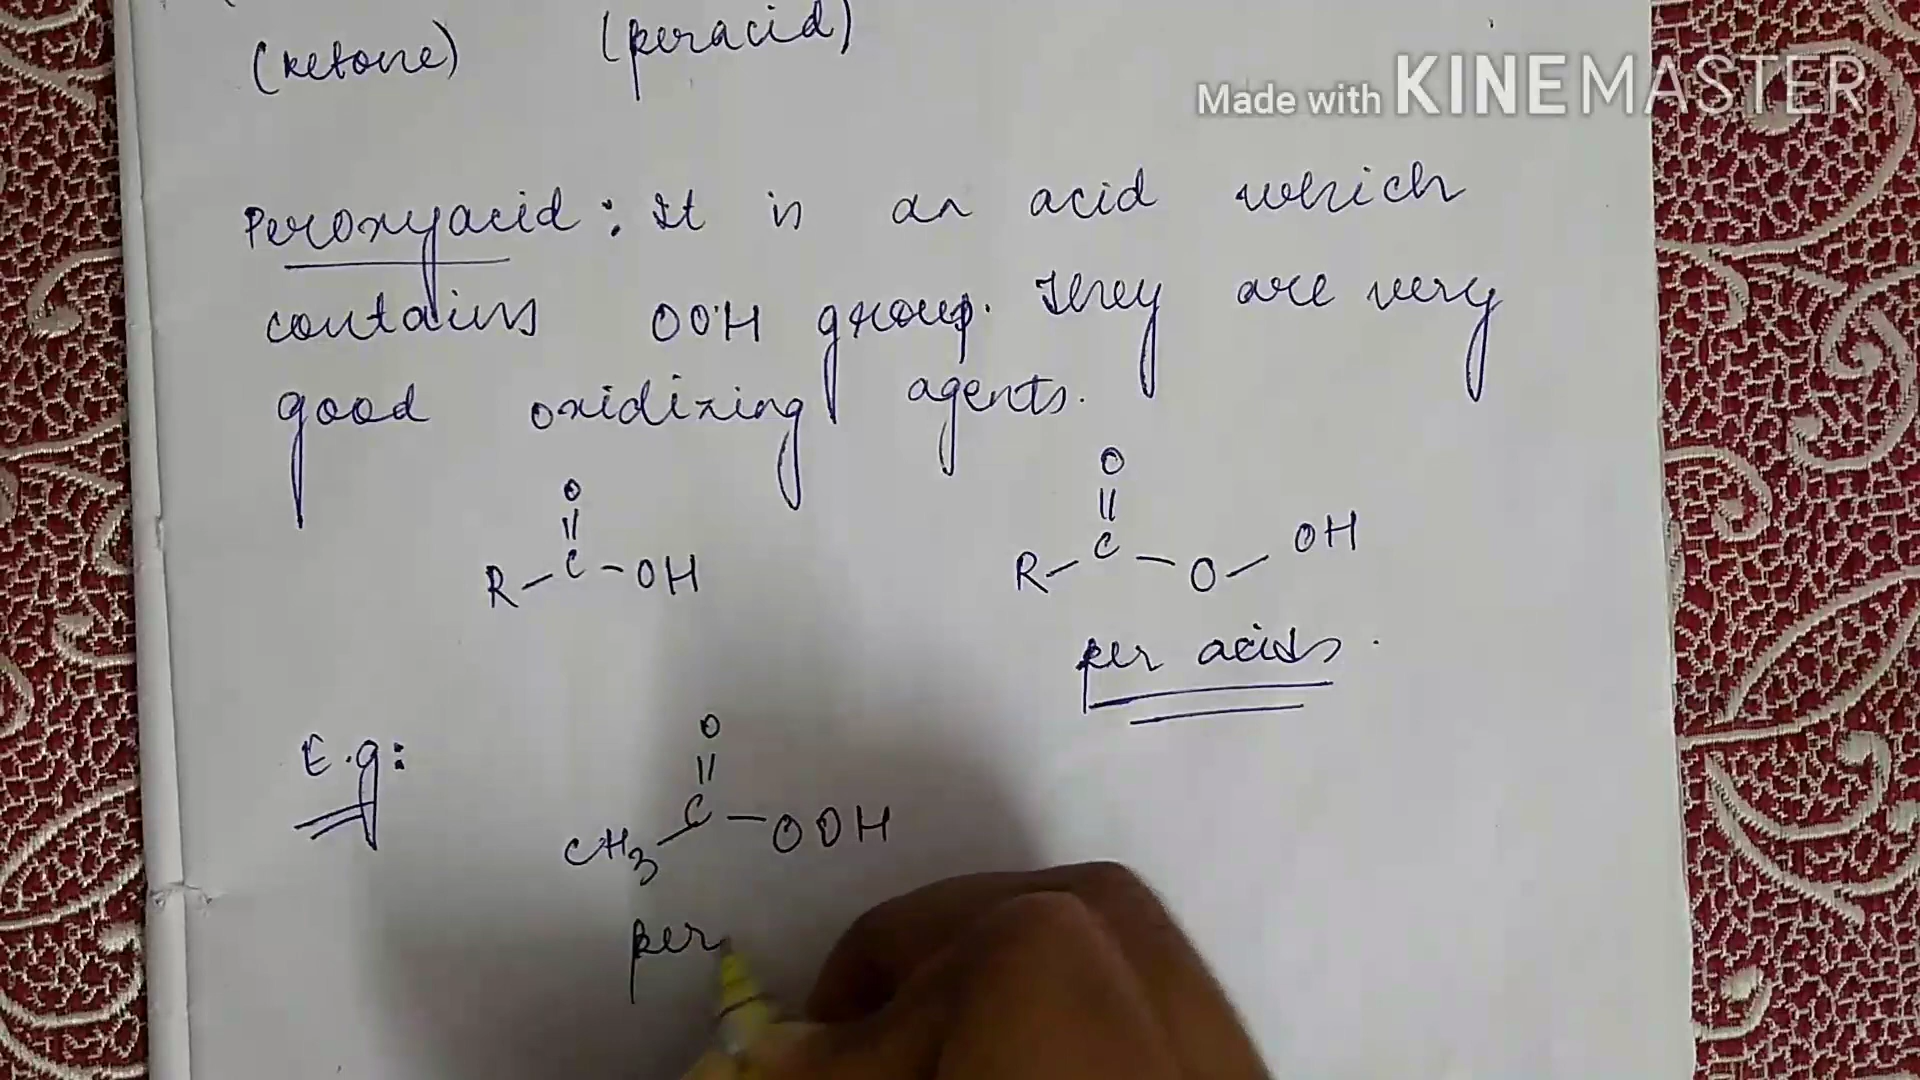 (ketone) (peracid)
Made with KINEMASTER
Peroxyacid: It is an acid which
contains OOH group. They are very
good oxidizing agents.
O O
|| ||
R-C-OH R-C-O-OH
per acids.
E.g:
O
||
CH3-C-OOH
per